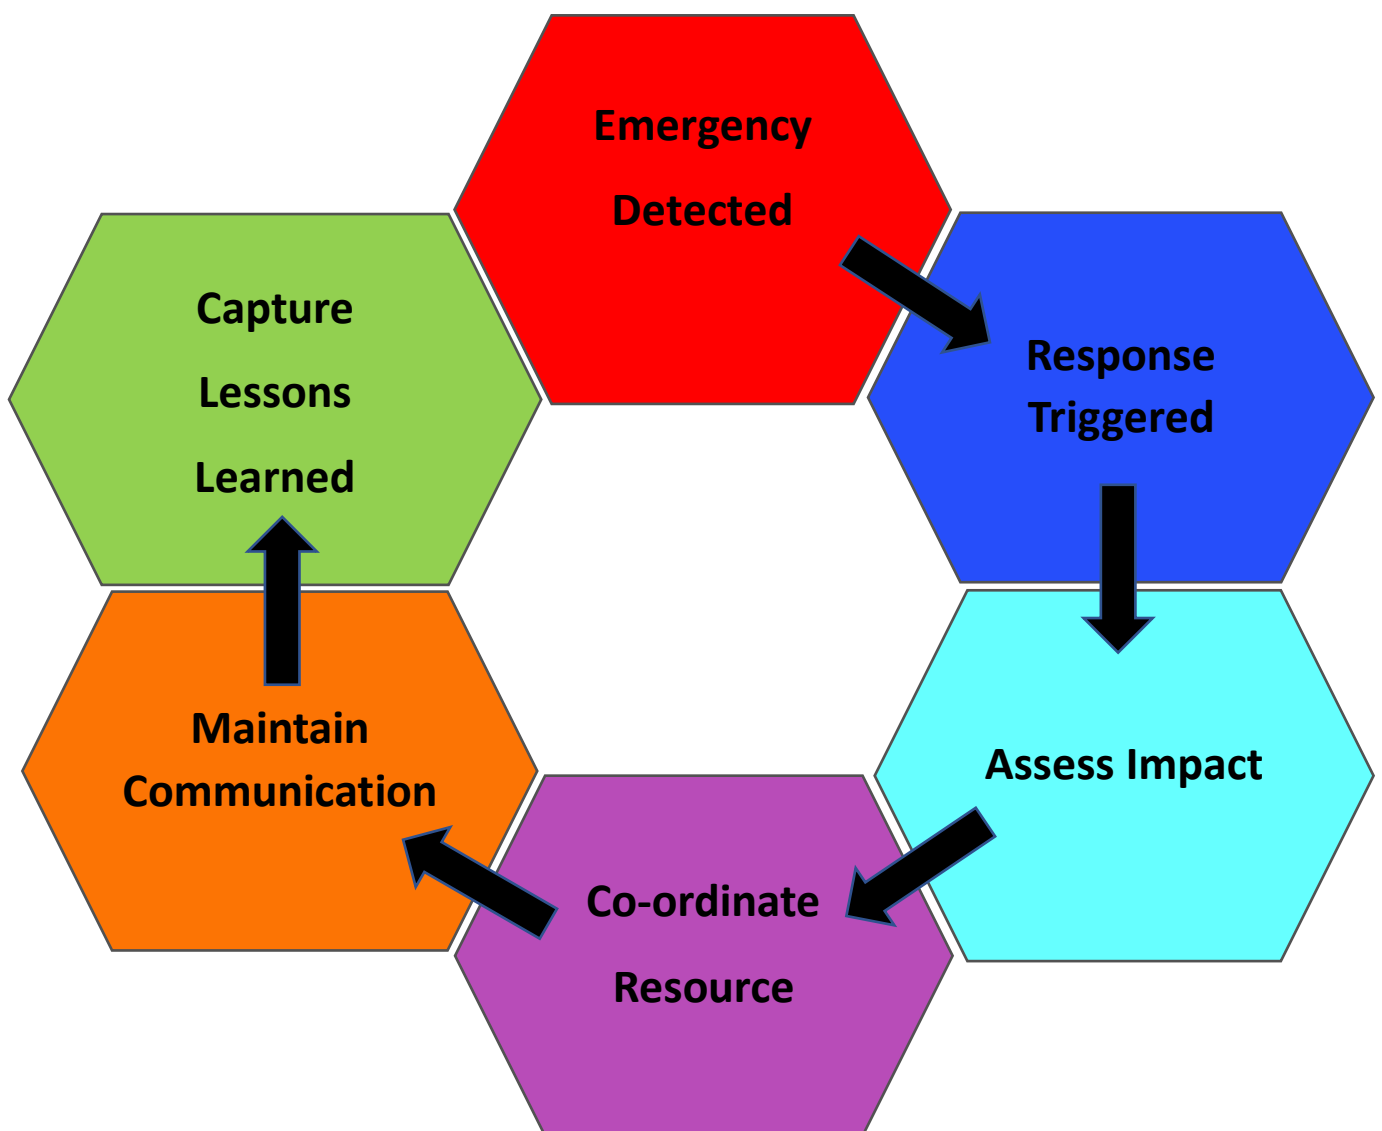 Emergency
Detected
Response
Triggered
Assess Impact
Co-ordinate
Resource
Maintain
Communication
Capture
Lessons
Learned